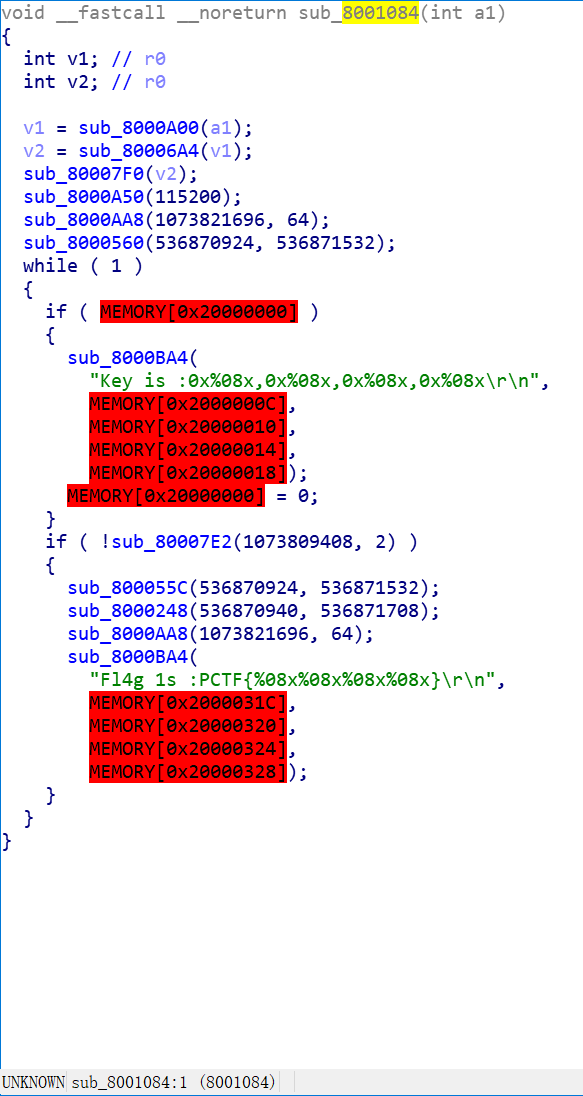 void __fastcall __noreturn sub_8001084(int a1)
{
  int v1; // r0
  int v2; // r0

  v1 = sub_8000A00(a1);
  v2 = sub_80006A4(v1);
  sub_80007F0(v2);
  sub_8000A50(115200);
  sub_8000AA8(1073821696, 64);
  sub_8000560(536870924, 536871532);
  while ( 1 )
  {
    if ( MEMORY[0x20000000] )
    {
      sub_8000BA4(
        "Key is :0x%08x,0x%08x,0x%08x,0x%08x\r\n",
        MEMORY[0x2000000C],
        MEMORY[0x20000010],
        MEMORY[0x20000014],
        MEMORY[0x20000018]);
      MEMORY[0x20000000] = 0;
    }
    if ( !sub_80007E2(1073809408, 2) )
    {
      sub_800055C(536870924, 536871532);
      sub_8000248(536870940, 536871708);
      sub_8000AA8(1073821696, 64);
      sub_8000BA4(
        "Fl4g 1s :PCTF{%08x%08x%08x%08x}\r\n",
        MEMORY[0x2000031C],
        MEMORY[0x20000320],
        MEMORY[0x20000324],
        MEMORY[0x20000328]);
    }
  }
}
UNKNOWN sub_8001084:1 (8001084)